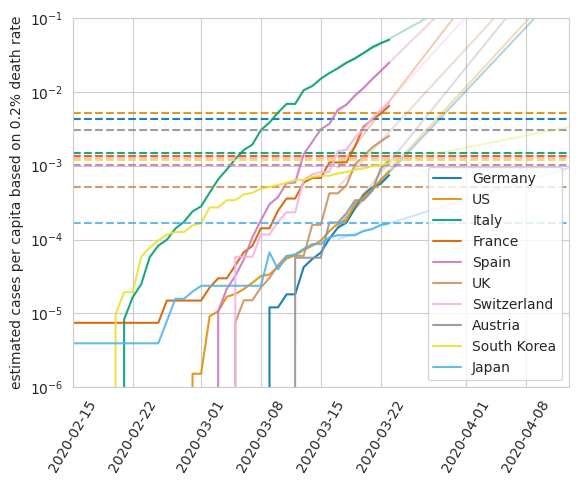 estimated cases per capita based on 0.2% death rate
10⁻¹
10⁻²
10⁻³
10⁻⁴
10⁻⁵
10⁻⁶
Germany
US
Italy
France
Spain
UK
Switzerland
Austria
South Korea
Japan
2020-02-15
2020-02-22
2020-03-01
2020-03-08
2020-03-15
2020-03-22
2020-04-01
2020-04-08